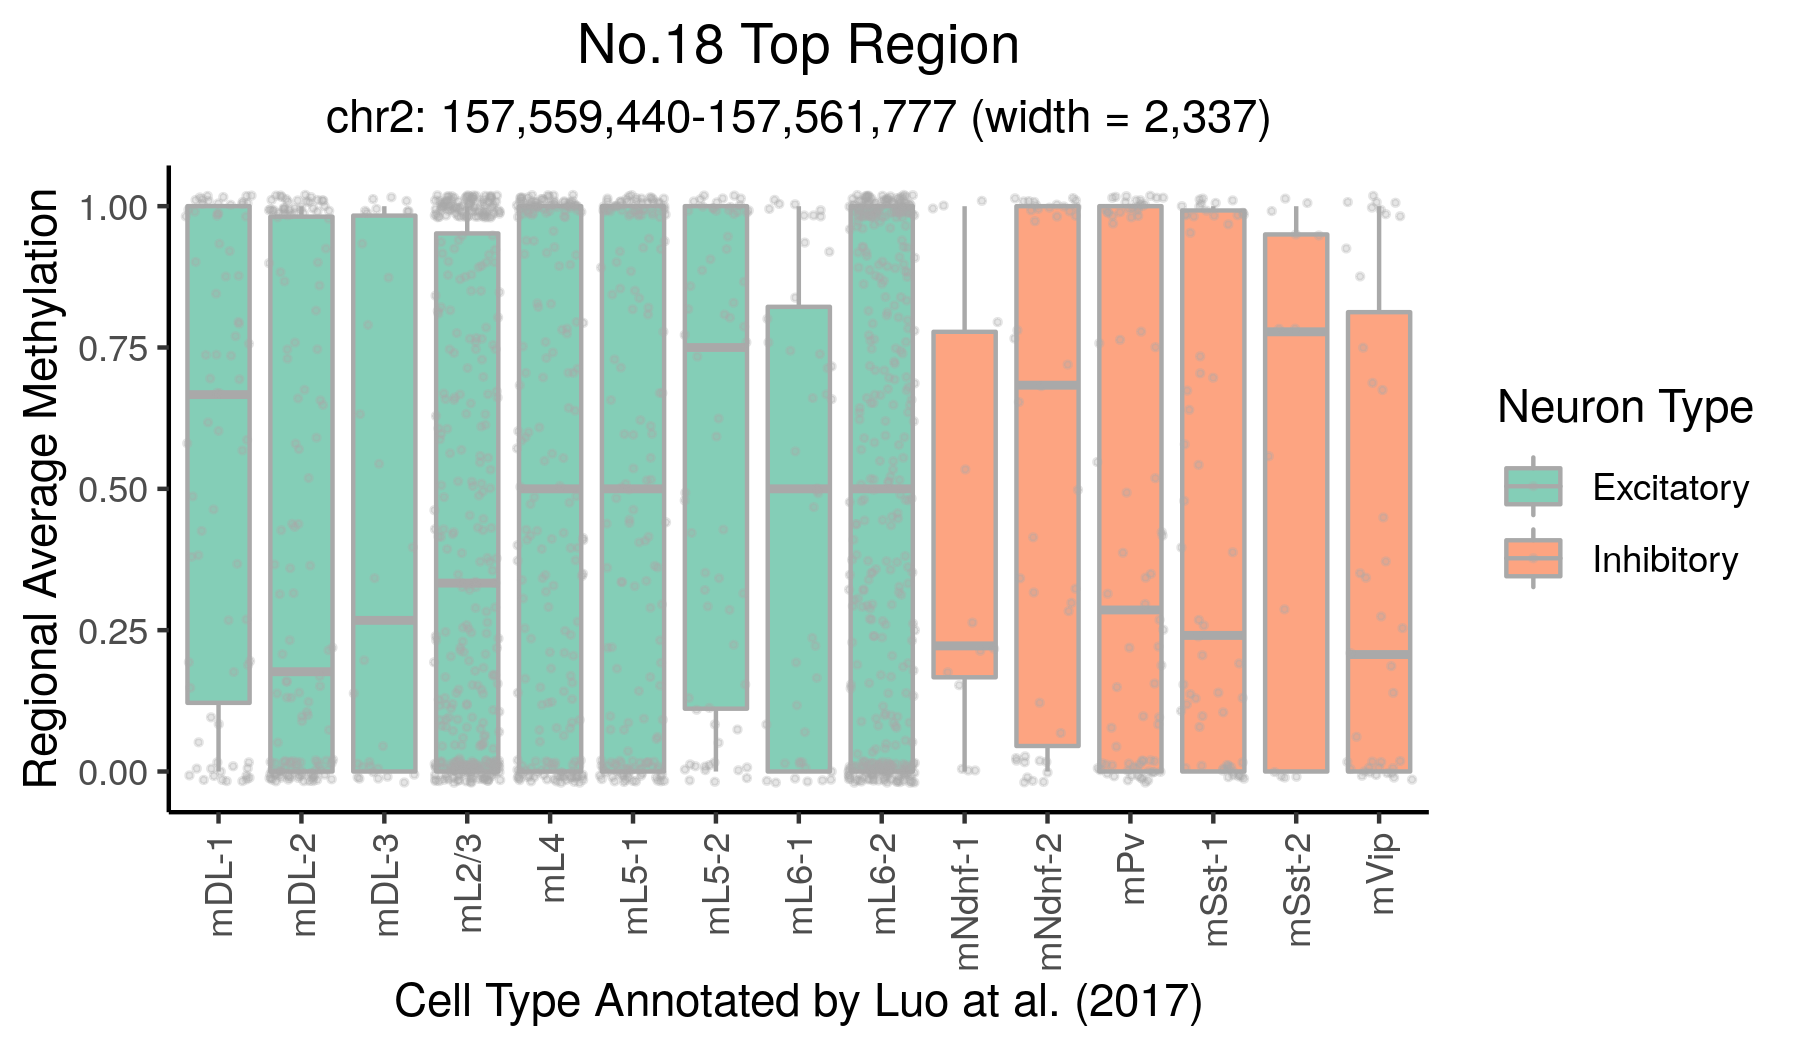 No.18 Top Region
chr2: 157,559,440-157,561,777 (width = 2,337)
Regional Average Methylation
1.00
0.75
0.50
0.25
0.00
mDL-1
mDL-2
mDL-3
mL2/3
mL4
mL5-1
mL5-2
mL6-1
mL6-2
mNdnf-1
mNdnf-2
mPv
mSst-1
mSst-2
mVip
Cell Type Annotated by Luo at al. (2017)
Neuron Type
Excitatory
Inhibitory